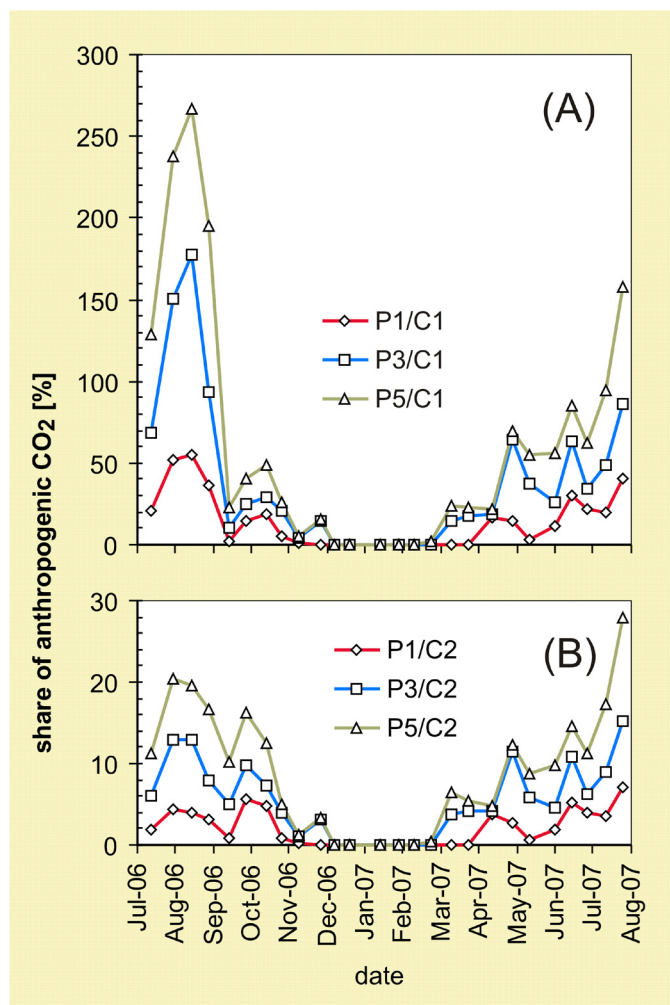 300
(A)
250
200
150
P1/C1
P3/C1
100
P5/C1
50
0
share of anthropogenic CO2 [%]
30
P1/C2
(B)
P3/C2
20
P5/C2
10
0
Jul-06
Aug-06
Sep-06
Oct-06
Nov-06
Dec-06
Jan-07
Feb-07
Mar-07
Apr-07
May-07
Jun-07
Jul-07
Aug-07
date